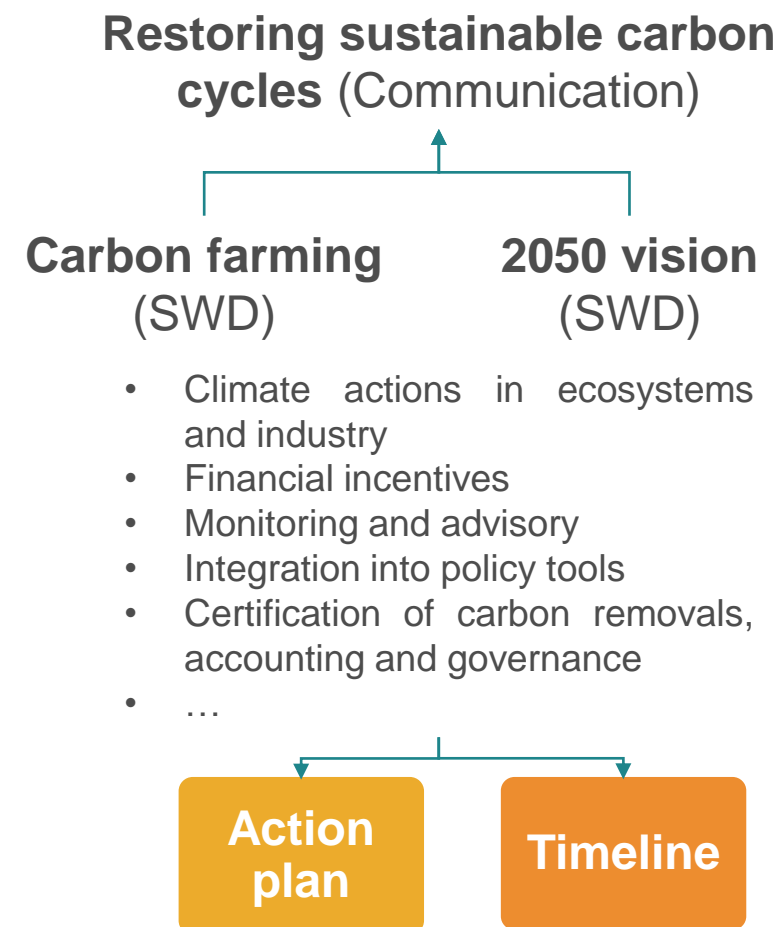 Restoring sustainable carbon
cycles (Communication)
Carbon farming
(SWD)
2050 vision
(SWD)
• Climate actions in ecosystems
and industry
• Financial incentives
• Monitoring and advisory
• Integration into policy tools
• Certification of carbon removals,
accounting and governance
• …
Action
plan
Timeline